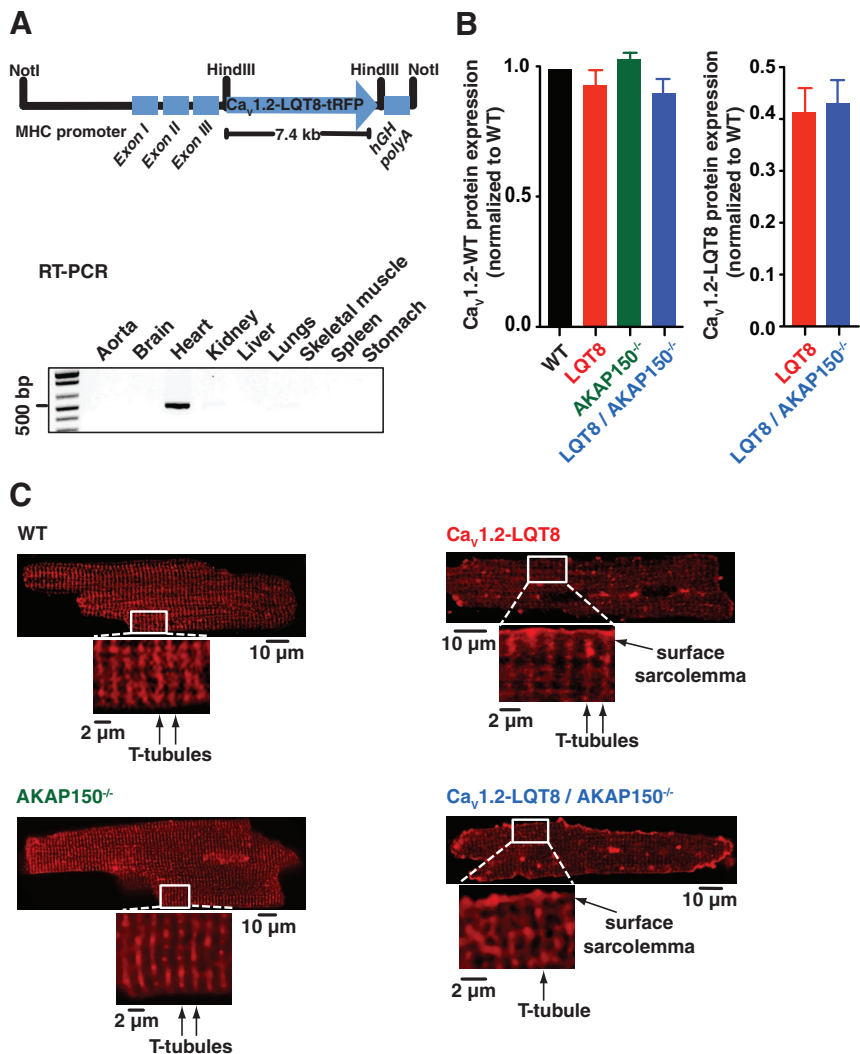 A
NotI
HindIII
HindIII
NotI
Cav1.2-LQT8-tRFP
MHC promoter
Exon I
Exon II
Exon III
7.4 kb
hGH
polyA
RT-PCR
Aorta
Brain
Heart
Kidney
Liver
Lungs
Skeletal muscle
Spleen
Stomach
500 bp
B
Cav1.2-WT protein expression
(normalized to WT)
1.0
0.5
0.0
WT
LQT8
AKAP150-/-
LQT8 / AKAP150-/-
Cav1.2-LQT8 protein expression
(normalized to WT)
0.5
0.4
0.3
0.2
0.1
0.0
LQT8
LQT8 / AKAP150-/-
C
WT
10 µm
2 µm
T-tubules
Cav1.2-LQT8
10 µm
surface
sarcolemma
2 µm
T-tubules
AKAP150-/-
10 µm
2 µm
T-tubules
Cav1.2-LQT8 / AKAP150-/-
10 µm
surface
sarcolemma
2 µm
T-tubule